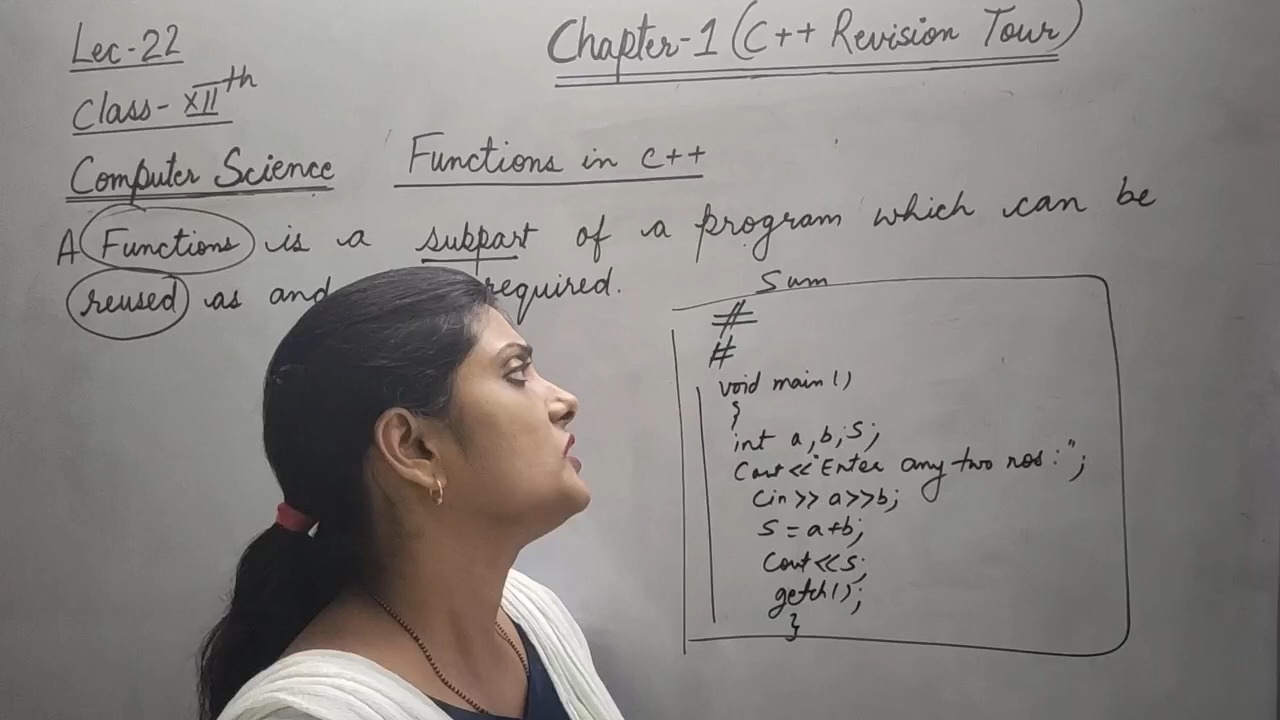 Lec-22
Chapter-1 (C++ Revision Tour)
Class- XIIth
Computer Science
Functions in C++
A Functions is a subpart of a program which can be
reused as and required.
Sum
#
#
void main()
{
int a,b,s;
Cout<<"Enter any two nos:";
Cin>>a>>b;
S=a+b;
Cout<<s;
getch();
}